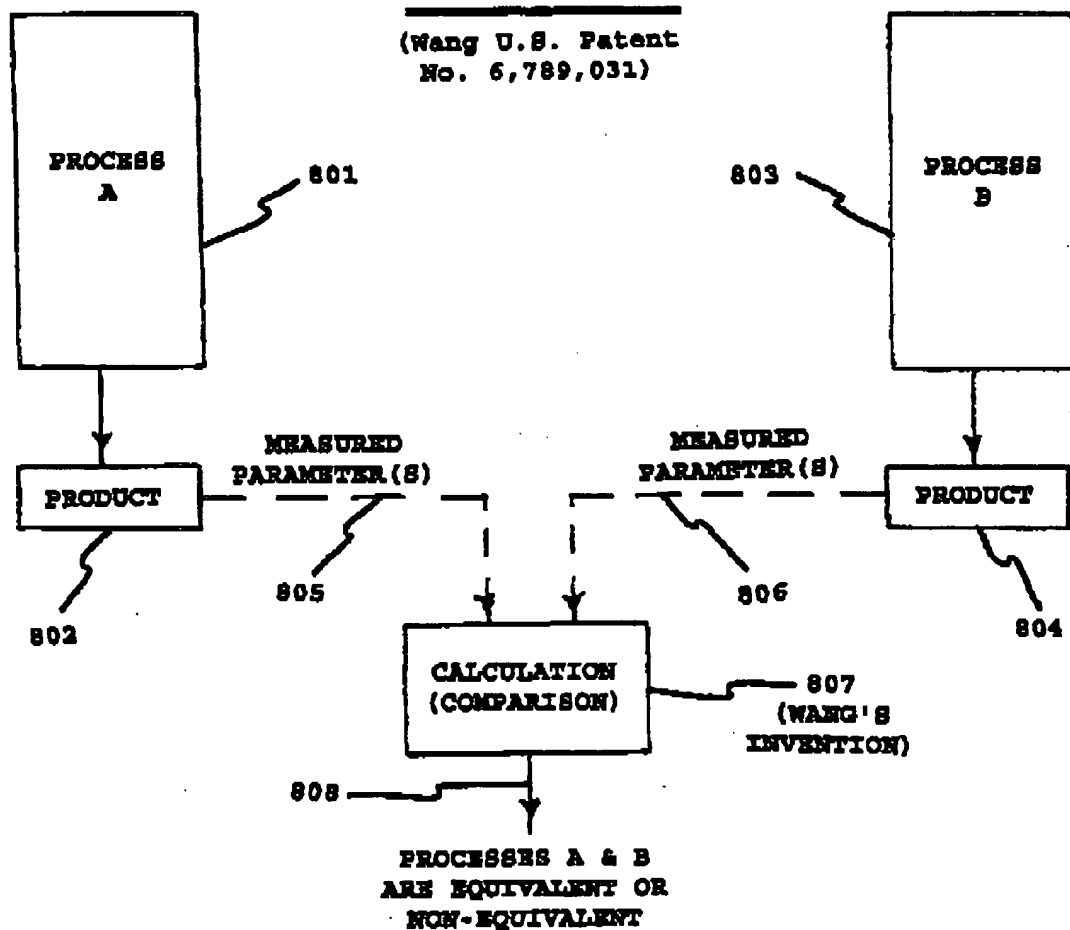 (Wang U.S. Patent
No. 6,789,031)
PROCESS
A
801
803
PROCESS
B
MEASURED
PARAMETER(S)
MEASURED
PARAMETER(S)
PRODUCT
PRODUCT
805
806
802
804
CALCULATION
(COMPARISON)
807
(WANG'S
INVENTION)
808
PROCESSES A & B
ARE EQUIVALENT OR
NON-EQUIVALENT